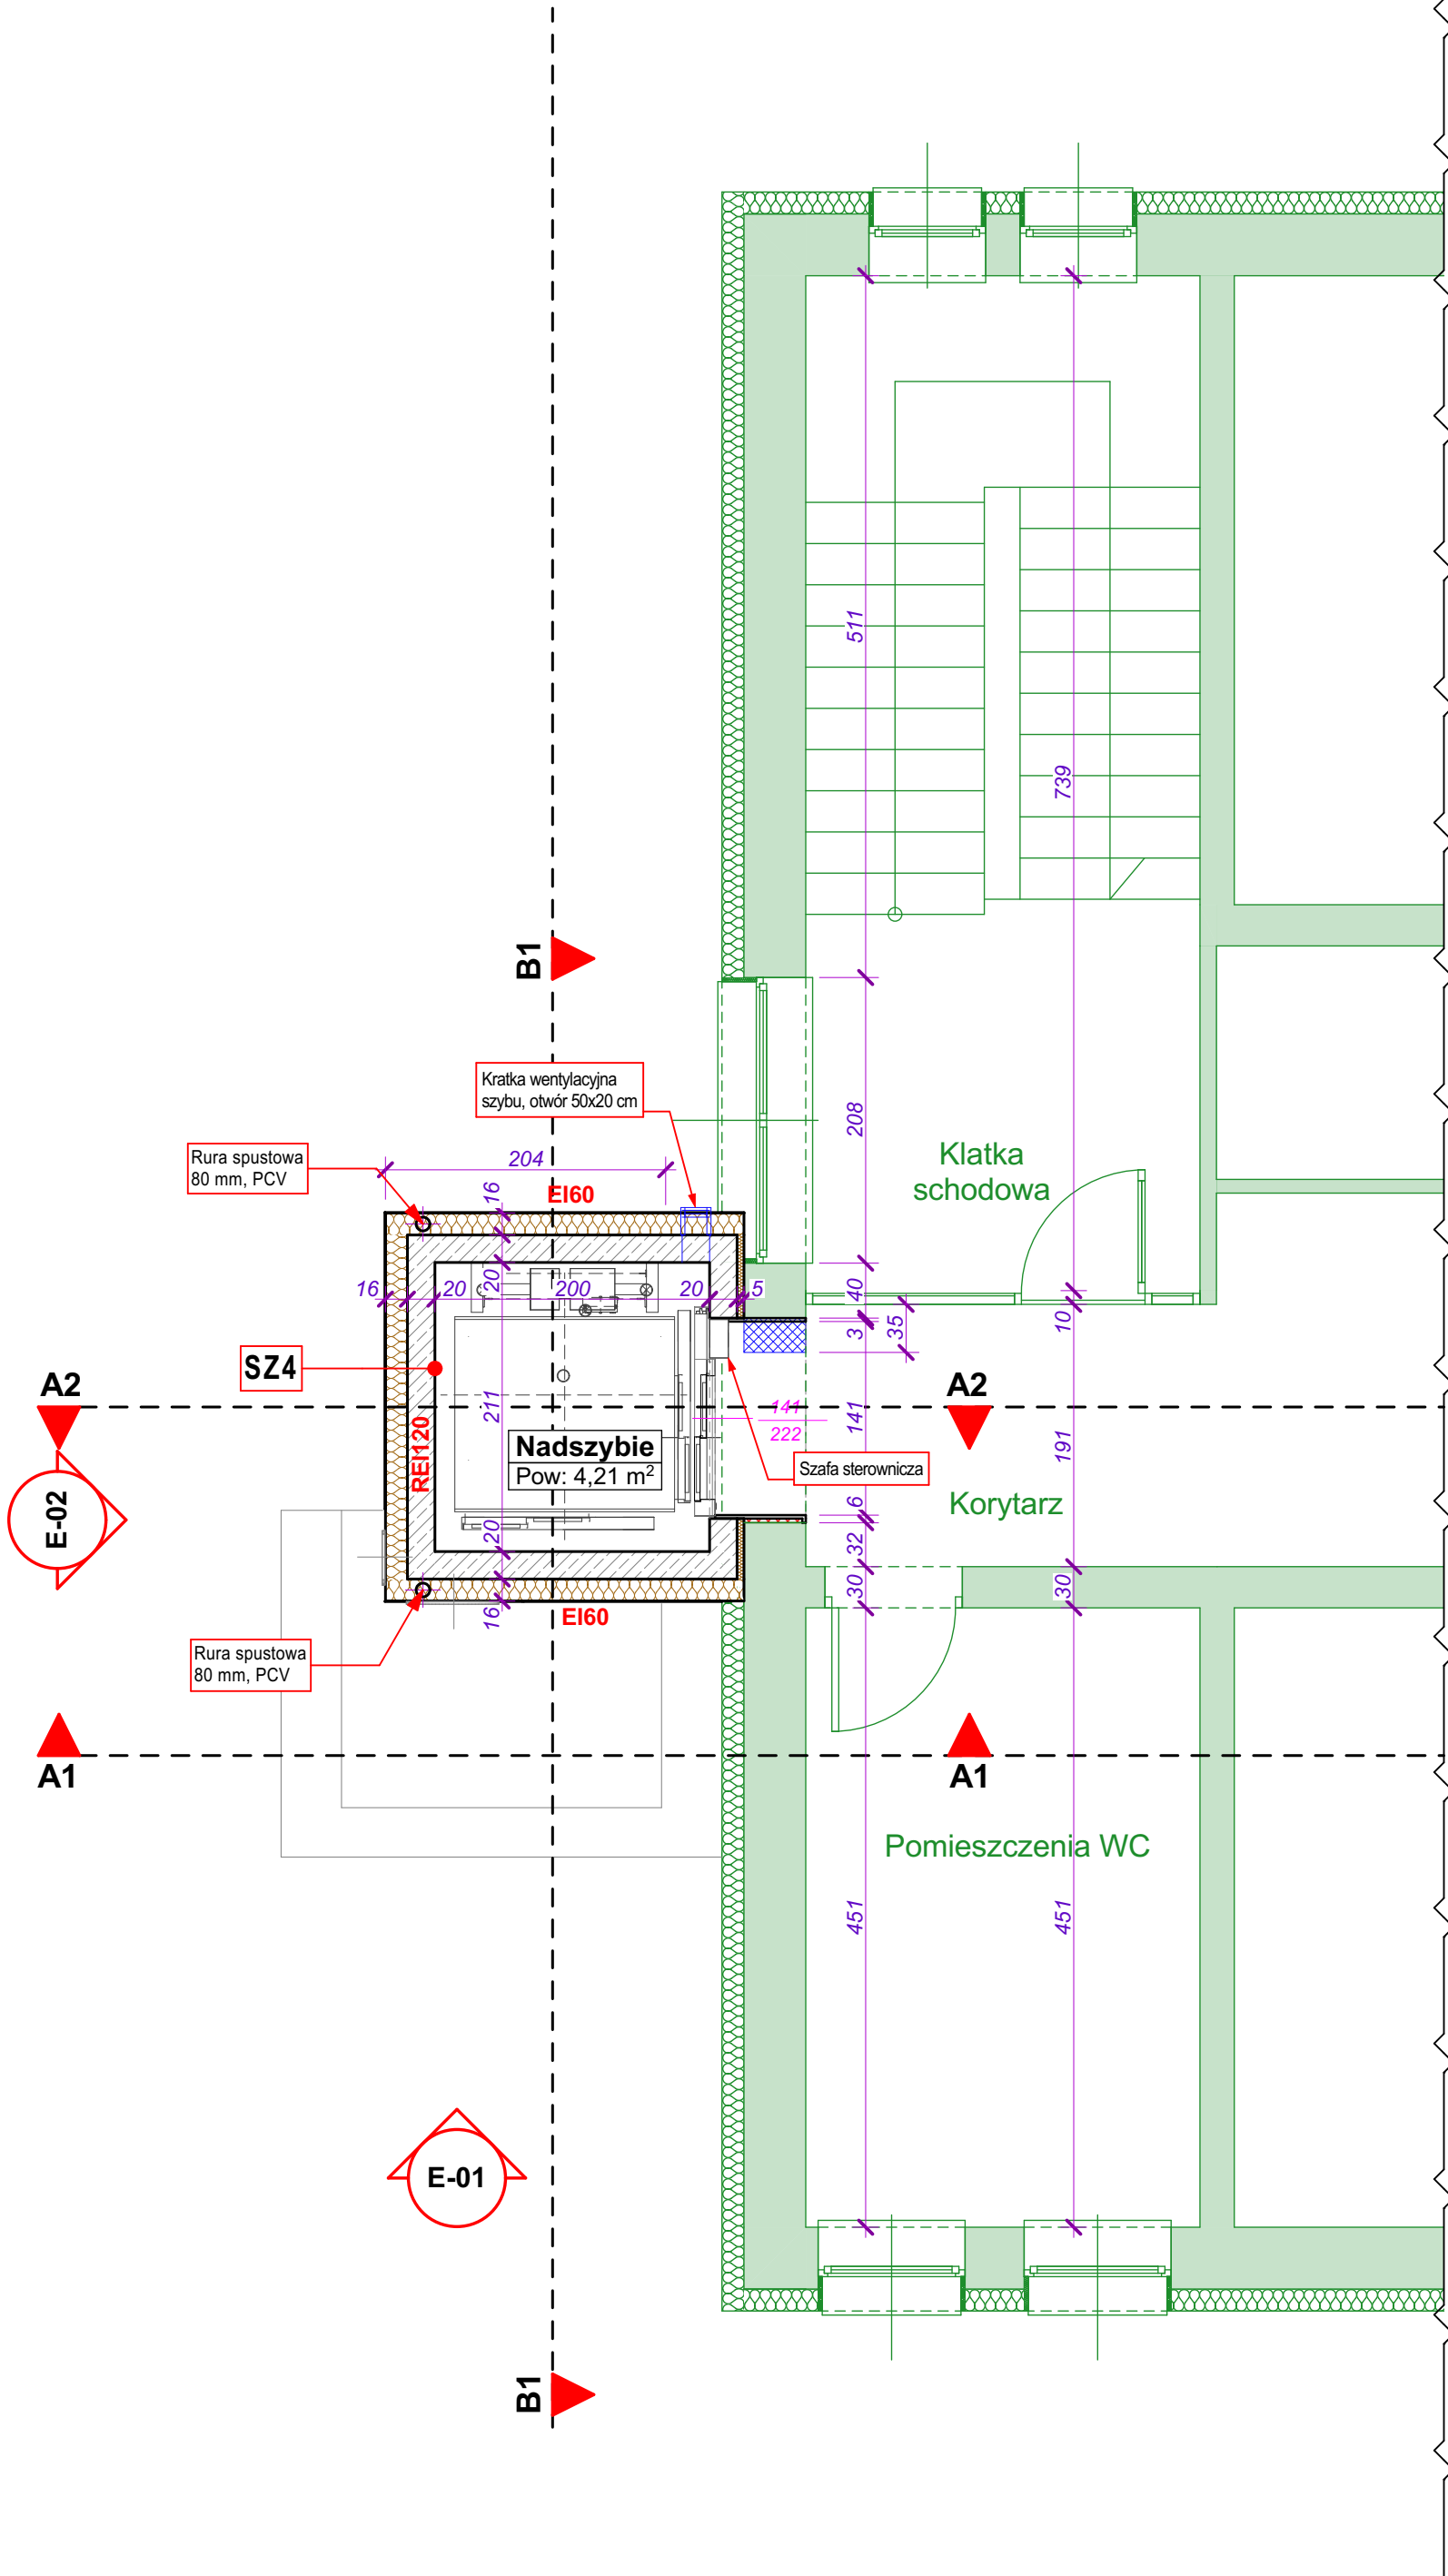 511
739
B1
Kratka wentylacyjna
szybu, otwór 50x20 cm
208
Klatka
schodowa
Rura spustowa
80 mm, PCV
204
16
EI60
16
20
20
200
20
5
40
3
35
10
SZ4
A2
A2
211
REI120
141
222
141
191
Nadszybie
Pow: 4,21 m²
Szafa sterownicza
E-02
Korytarz
6
32
20
30
30
16
EI60
Rura spustowa
80 mm, PCV
A1
A1
Pomieszczenia WC
451
451
E-01
B1